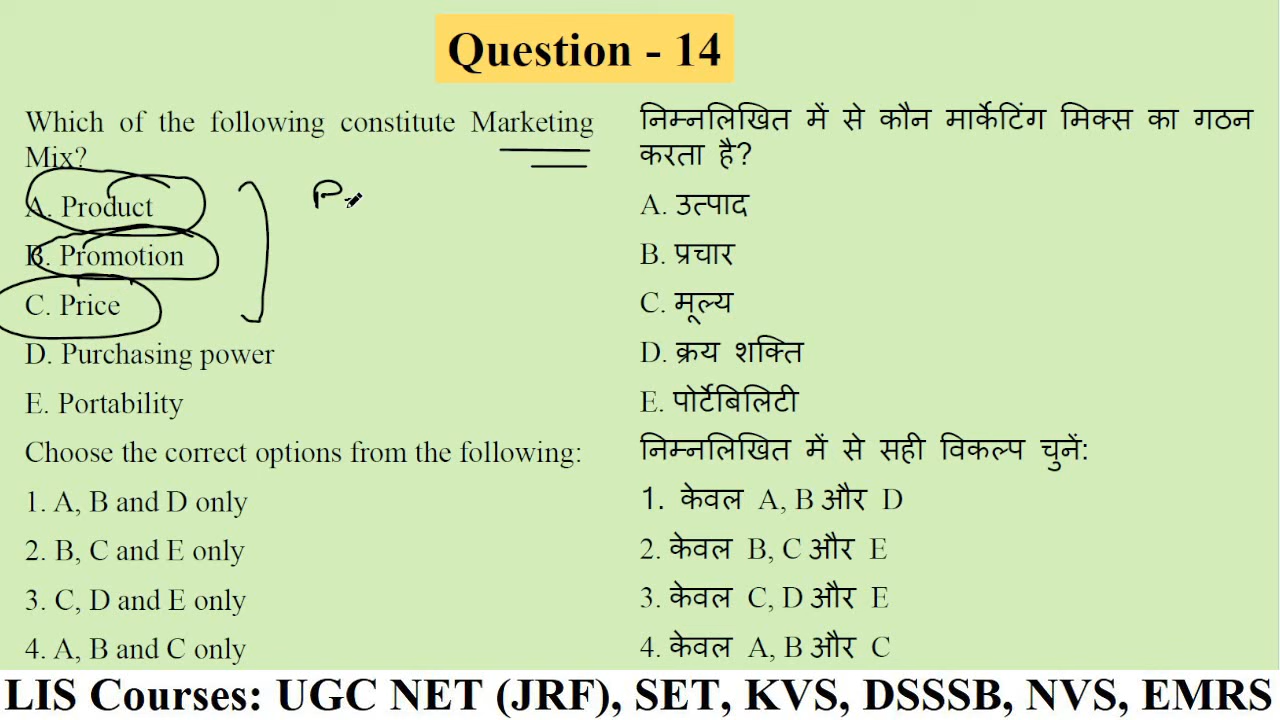 Question - 14
Which of the following constitute Marketing
Mix?
A. Product
B. Promotion
C. Price
D. Purchasing power
E. Portability
Choose the correct options from the following:
1. A, B and D only
2. B, C and E only
3. C, D and E only
4. A, B and C only
P
निम्नलिखित में से कौन मार्केटिंग मिक्स का गठन
करता है?
A. उत्पाद
B. प्रचार
C. मूल्य
D. क्रय शक्ति
E. पोर्टेबिलिटी
निम्नलिखित में से सही विकल्प चुनें:
1. केवल A, B और D
2. केवल B, C और E
3. केवल C, D और E
4. केवल A, B और C
LIS Courses: UGC NET (JRF), SET, KVS, DSSSB, NVS, EMRS